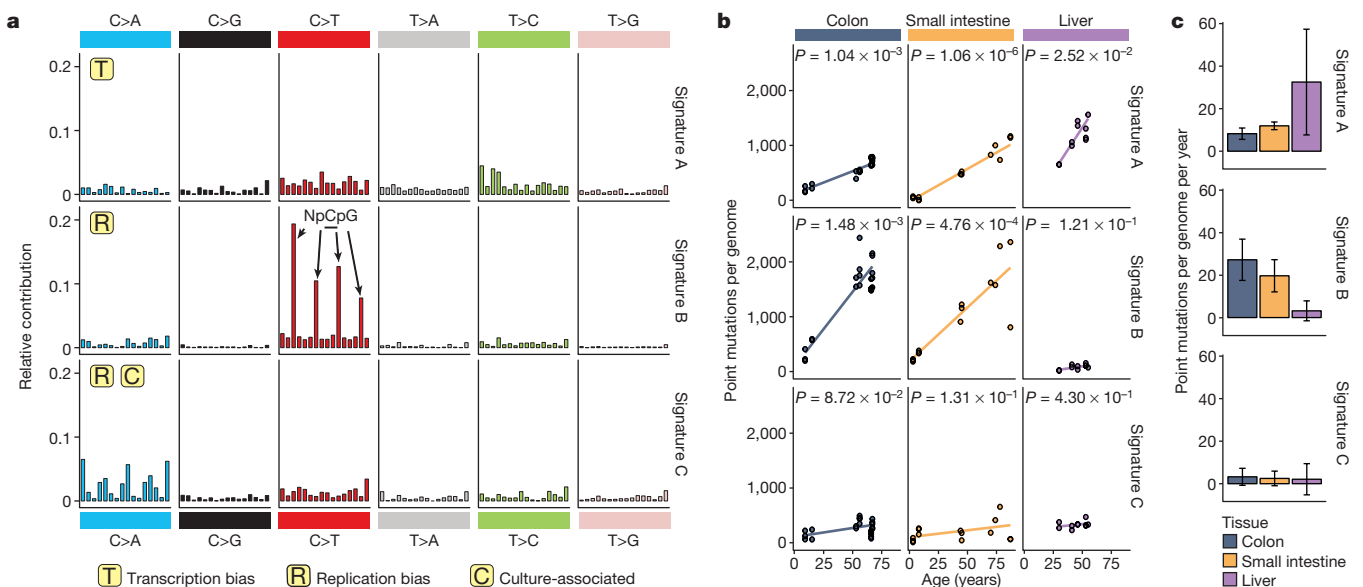 a
C>A C>G C>T T>A T>C T>G
0.2
0.1
0
T
Signature A
Relative contribution
0.2
0.1
0
R
NpCpG
Signature B
0.2
0.1
0
R C
Signature C
C>A C>G C>T T>A T>C T>G
T Transcription bias R Replication bias C Culture-associated
b
Colon Small intestine Liver
Point mutations per genome
P = 1.04 × 10⁻³ P = 1.06 × 10⁻⁶ P = 2.52 × 10⁻²
2,000
1,000
0
Signature A
P = 1.48 × 10⁻³ P = 4.76 × 10⁻⁴ P = 1.21 × 10⁻¹
2,000
1,000
0
Signature B
P = 8.72 × 10⁻² P = 1.31 × 10⁻¹ P = 4.30 × 10⁻¹
2,000
1,000
0
Signature C
0 25 50 75 0 25 50 75 0 25 50 75
Age (years)
c
Point mutations per genome per year
60
40
20
0
Signature A
60
40
20
0
Signature B
60
40
20
0
Signature C
Tissue
Colon
Small intestine
Liver